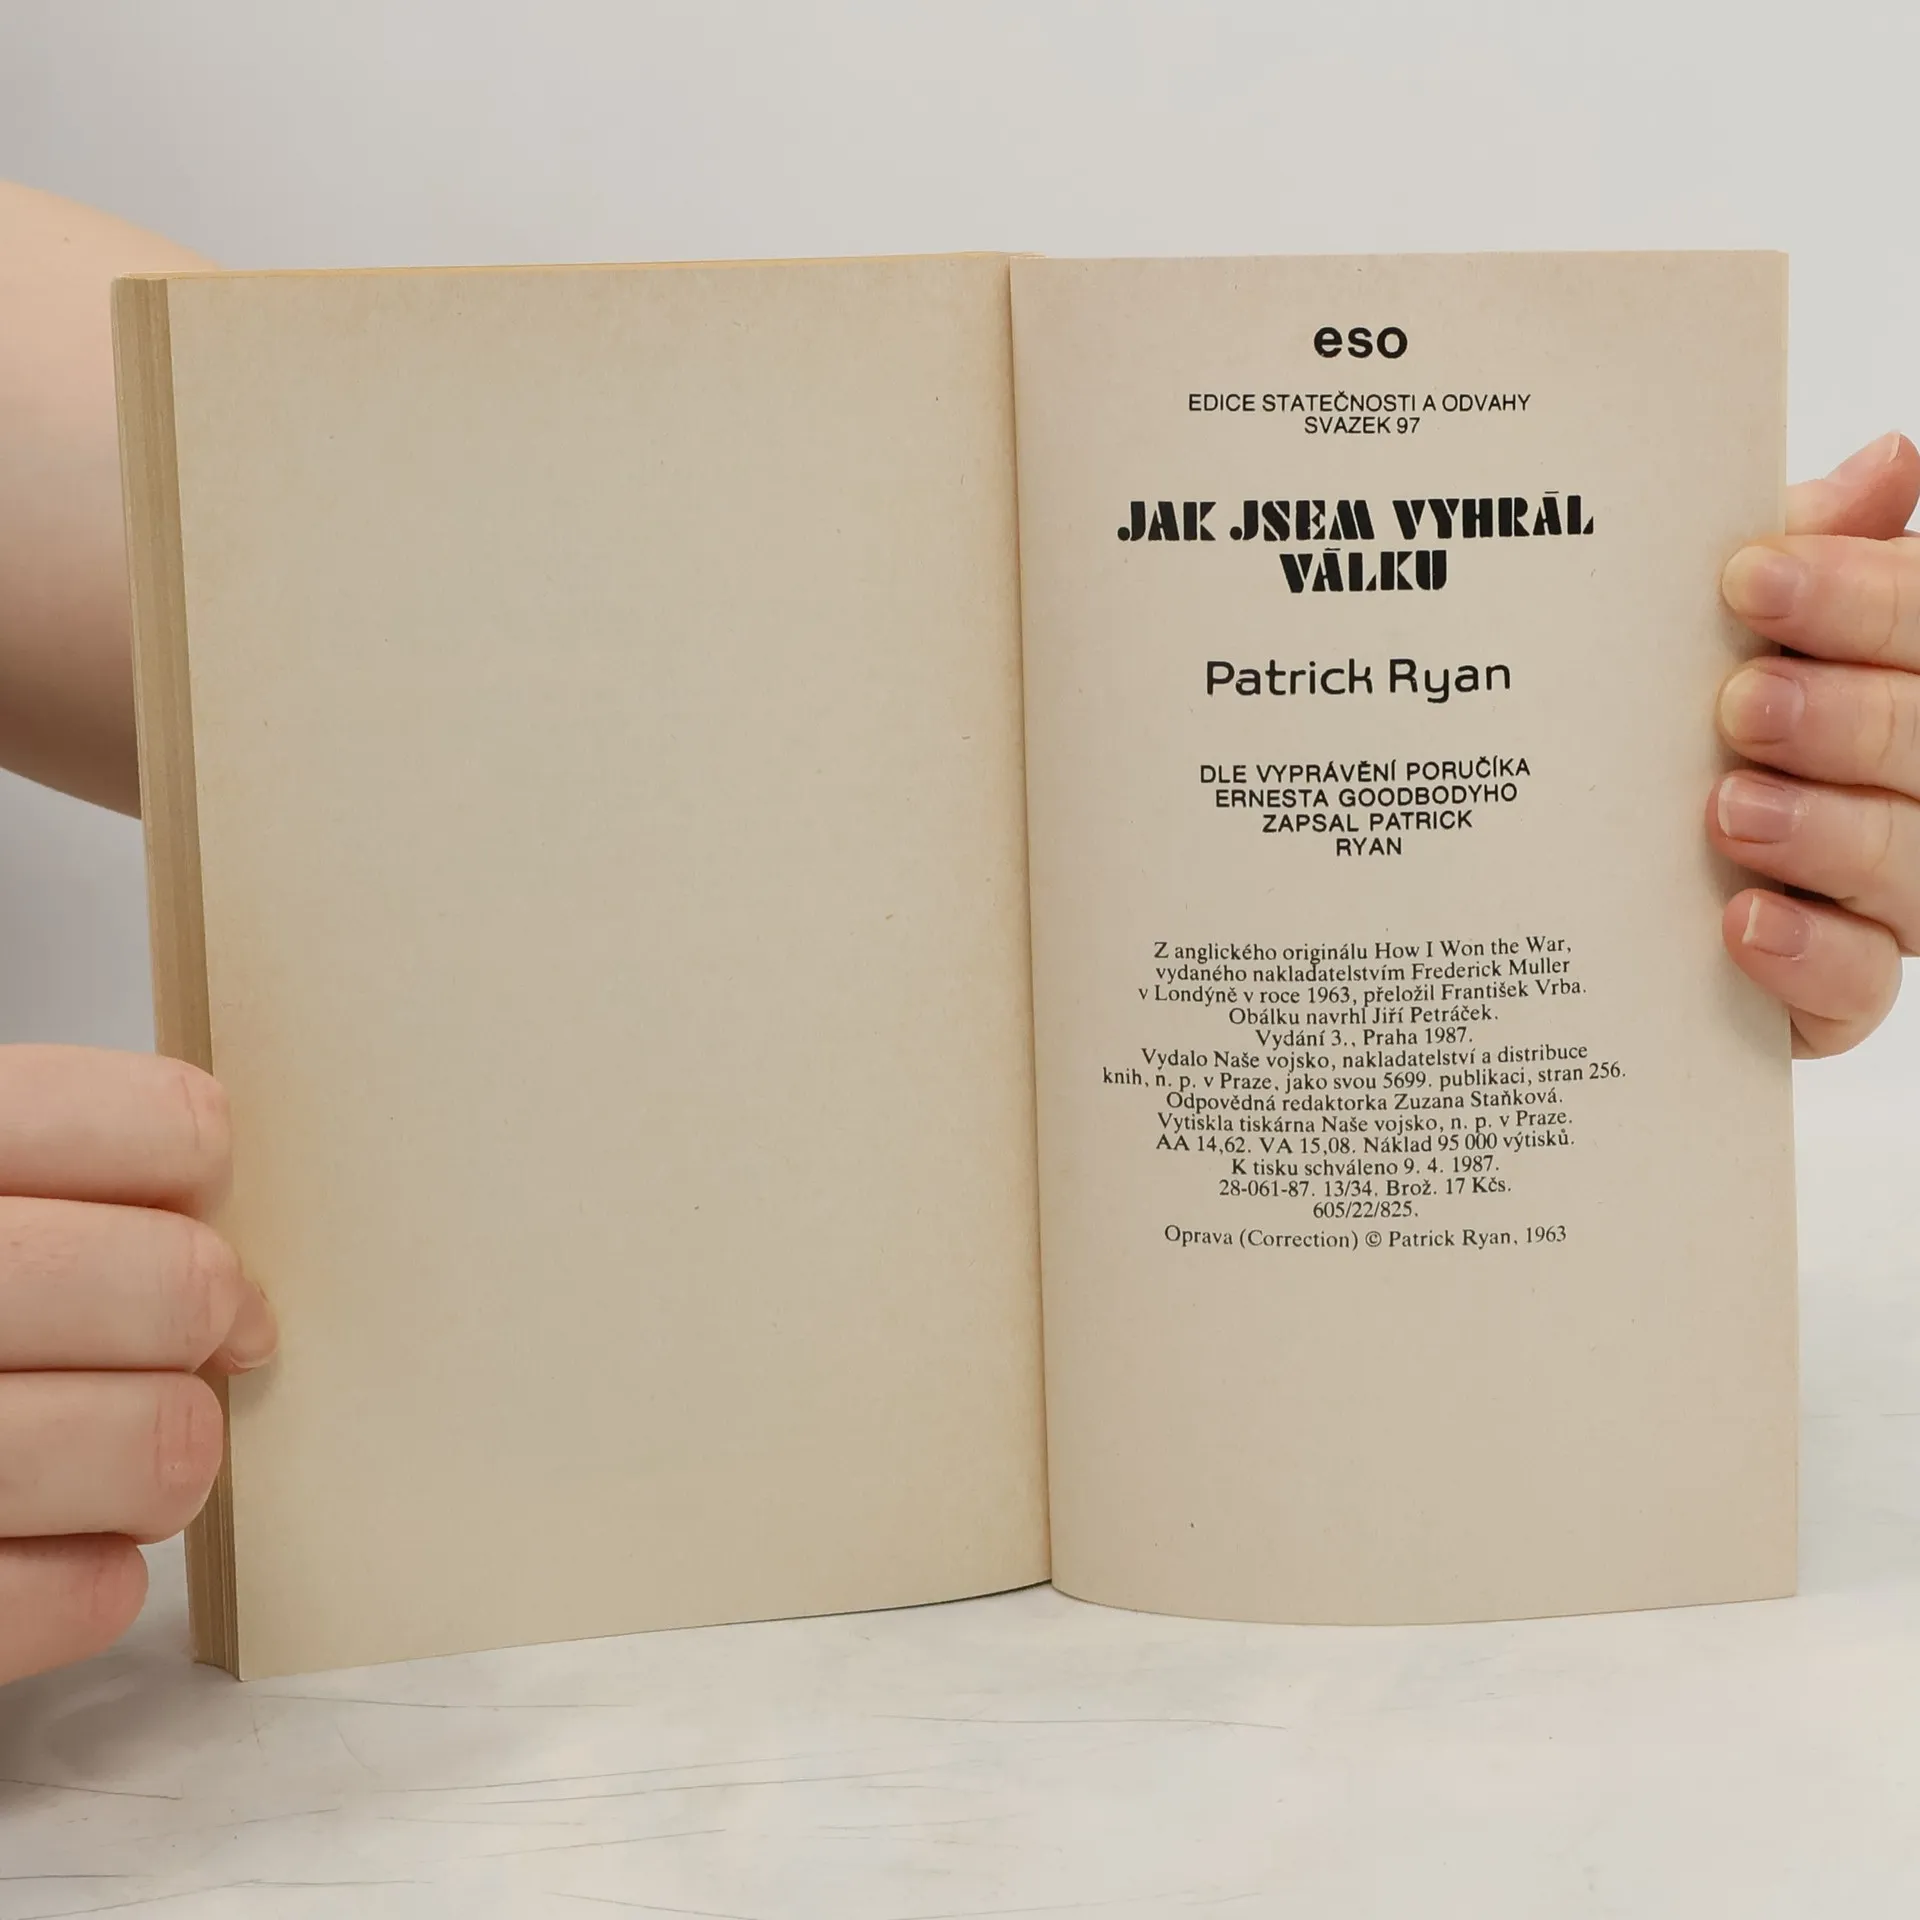 eso
EDICE STATEČNOSTI A ODVAHY
SVAZEK 97
JAK JSEM VYHRÁL
VÁLKU
Patrick Ryan
DLE VYPRÁVĚNÍ PORUČÍKA
ERNESTA GOODBODYHO
ZAPSAL PATRICK
RYAN
Z anglického originálu How I Won the War,
vydaného nakladatelstvím Frederick Muller
v Londýně v roce 1963, přeložil František Vrba.
Obálku navrhl Jiří Petráček.
Vydání 3., Praha 1987.
Vydalo Naše vojsko, nakladatelství a distribuce
knih, n. p. v Praze, jako svou 5699. publikaci, stran 256.
Odpovědná redaktorka Zuzana Staňková.
Vytiskla tiskárna Naše vojsko, n. p. v Praze.
AA 14,62. VA 15,08. Náklad 95 000 výtisků.
K tisku schváleno 9. 4. 1987.
28-061-87. 13/34. Brož. 17 Kčs.
605/22/825.
Oprava (Correction) © Patrick Ryan, 1963